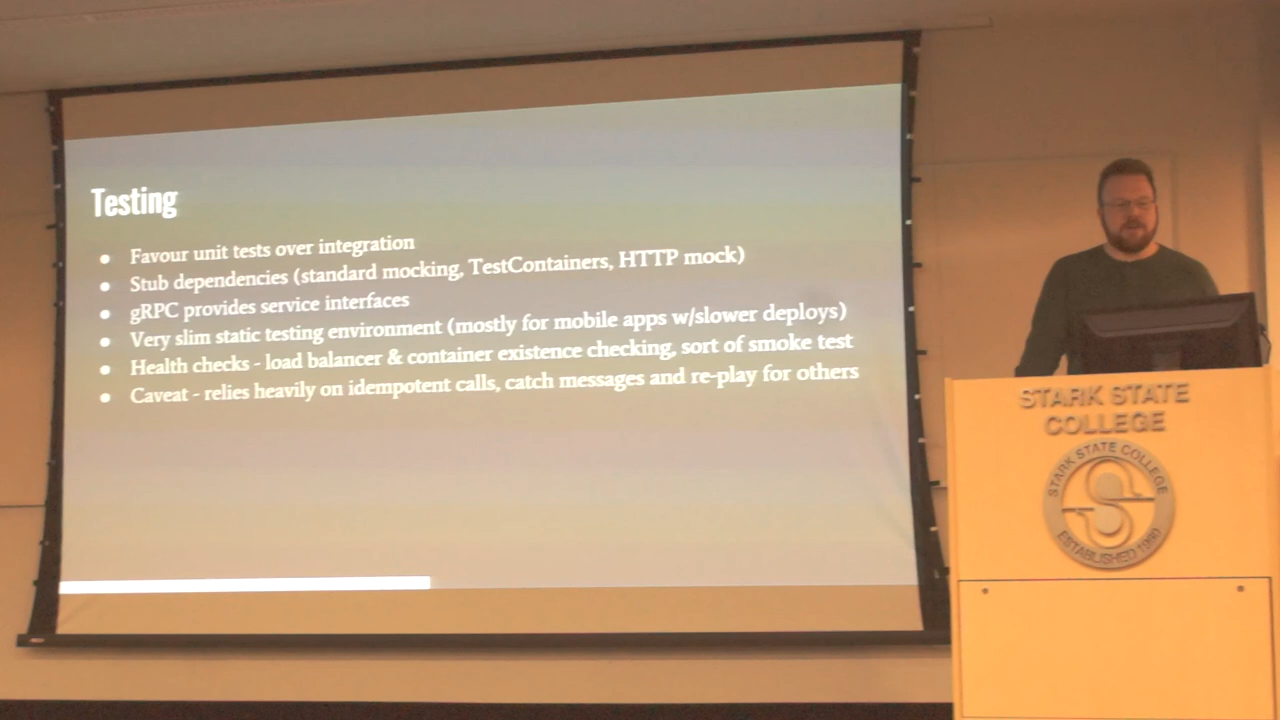 Testing
● Favour unit tests over integration
● Stub dependencies (standard mocking, TestContainers, HTTP mock)
● gRPC provides service interfaces
● Very slim static testing environment (mostly for mobile apps w/slower deploys)
● Health checks - load balancer & container existence checking, sort of smoke test
● Caveat - relies heavily on idempotent calls, catch messages and re-play for others
STARK STATE
COLLEGE
STARK STATE COLLEGE
ESTABLISHED 1960